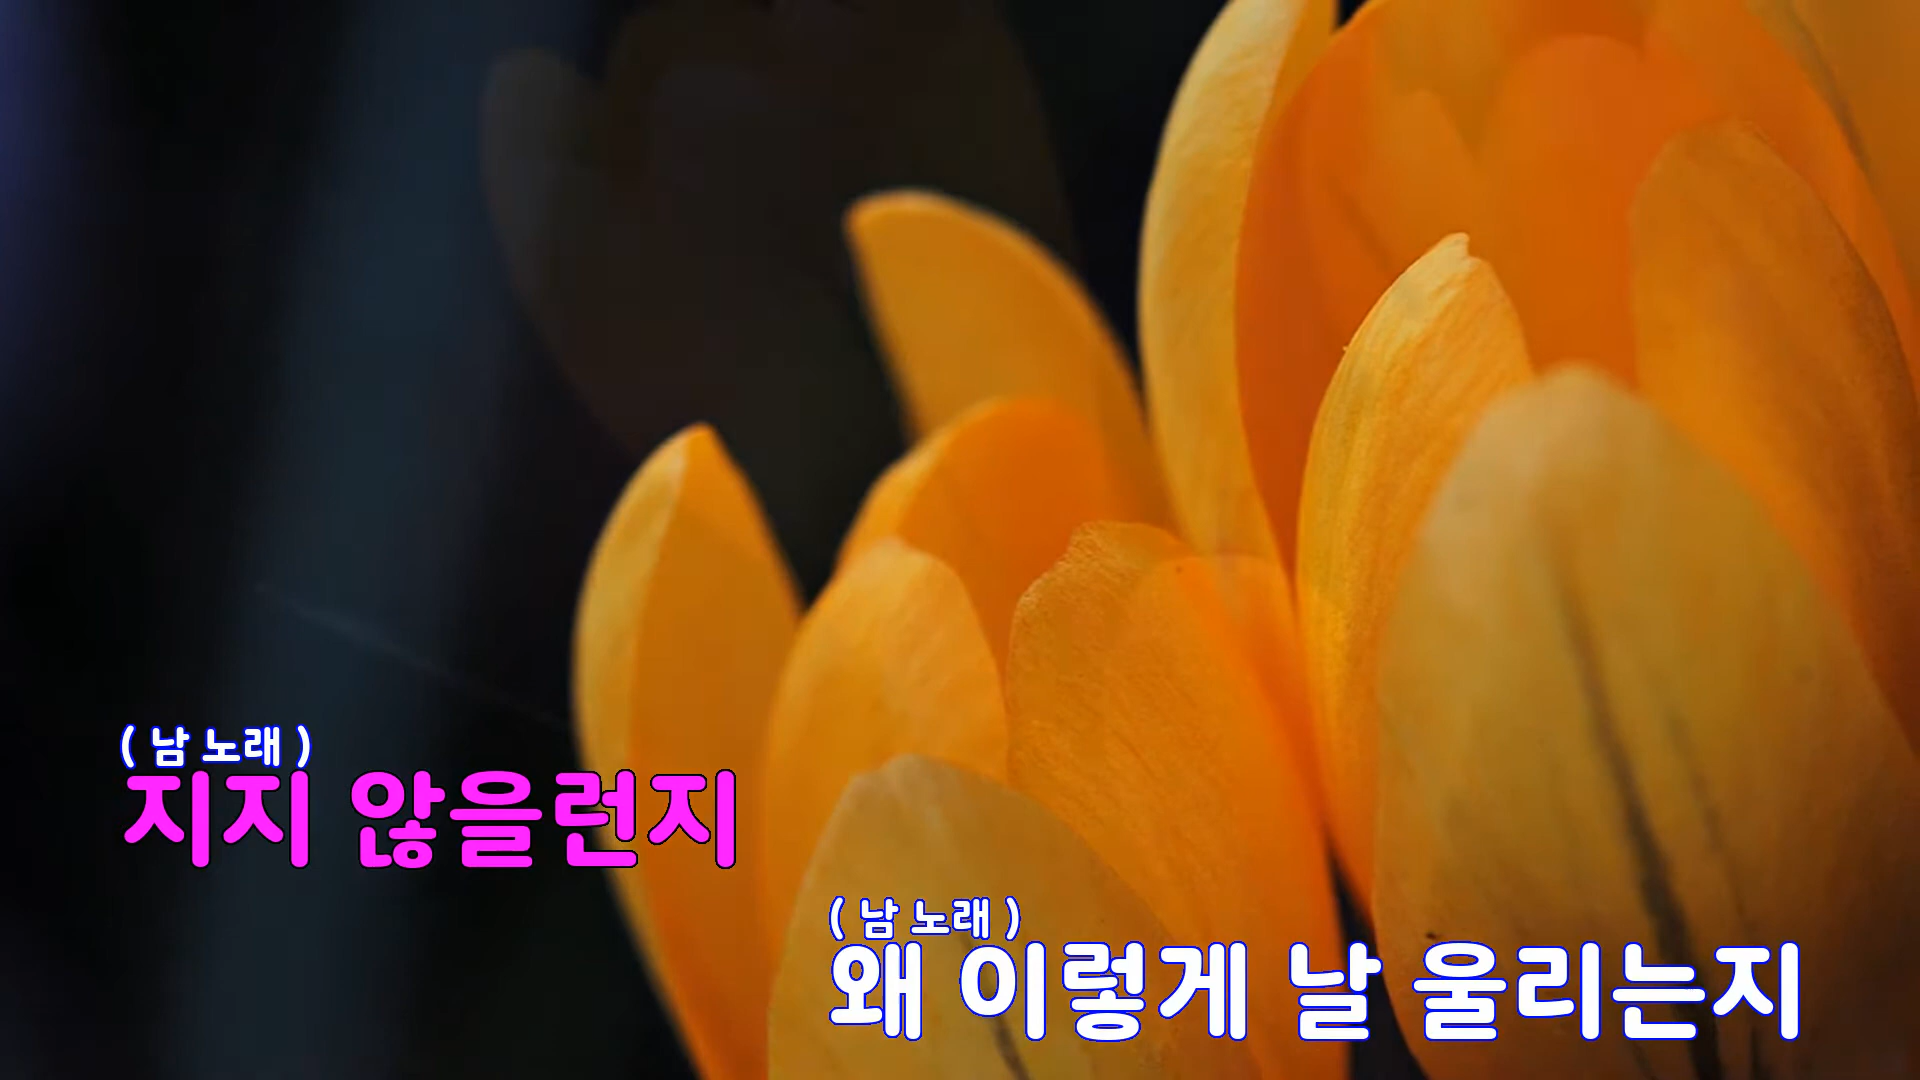 ( 남 노래 )
지지 않을런지
( 남 노래 )
왜 이렇게 날 울리는지